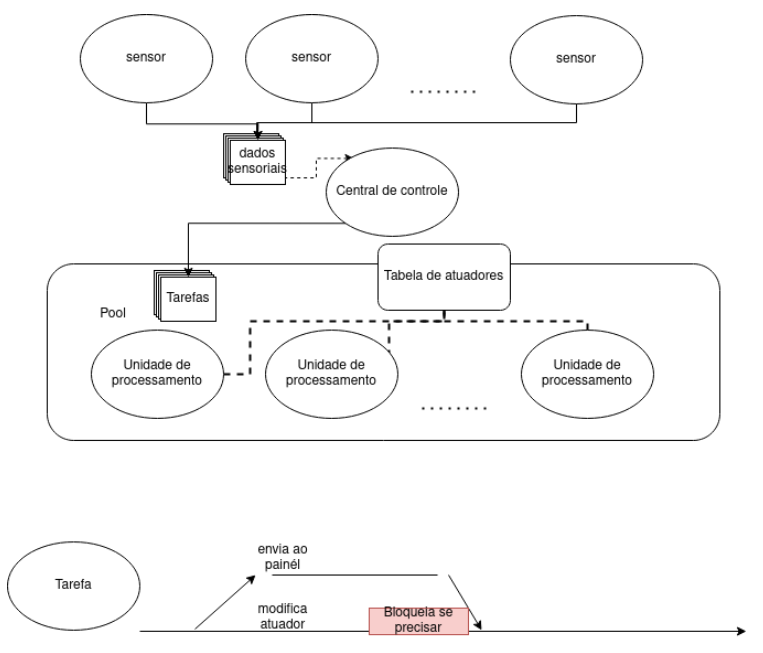 sensor
sensor
sensor
dados
sensoriais
Central de controle
Tarefas
Tabela de atuadores
Pool
Unidade de
processamento
Unidade de
processamento
Unidade de
processamento
Tarefa
envia ao
painél
modifica
atuador
Bloqueia se
precisar